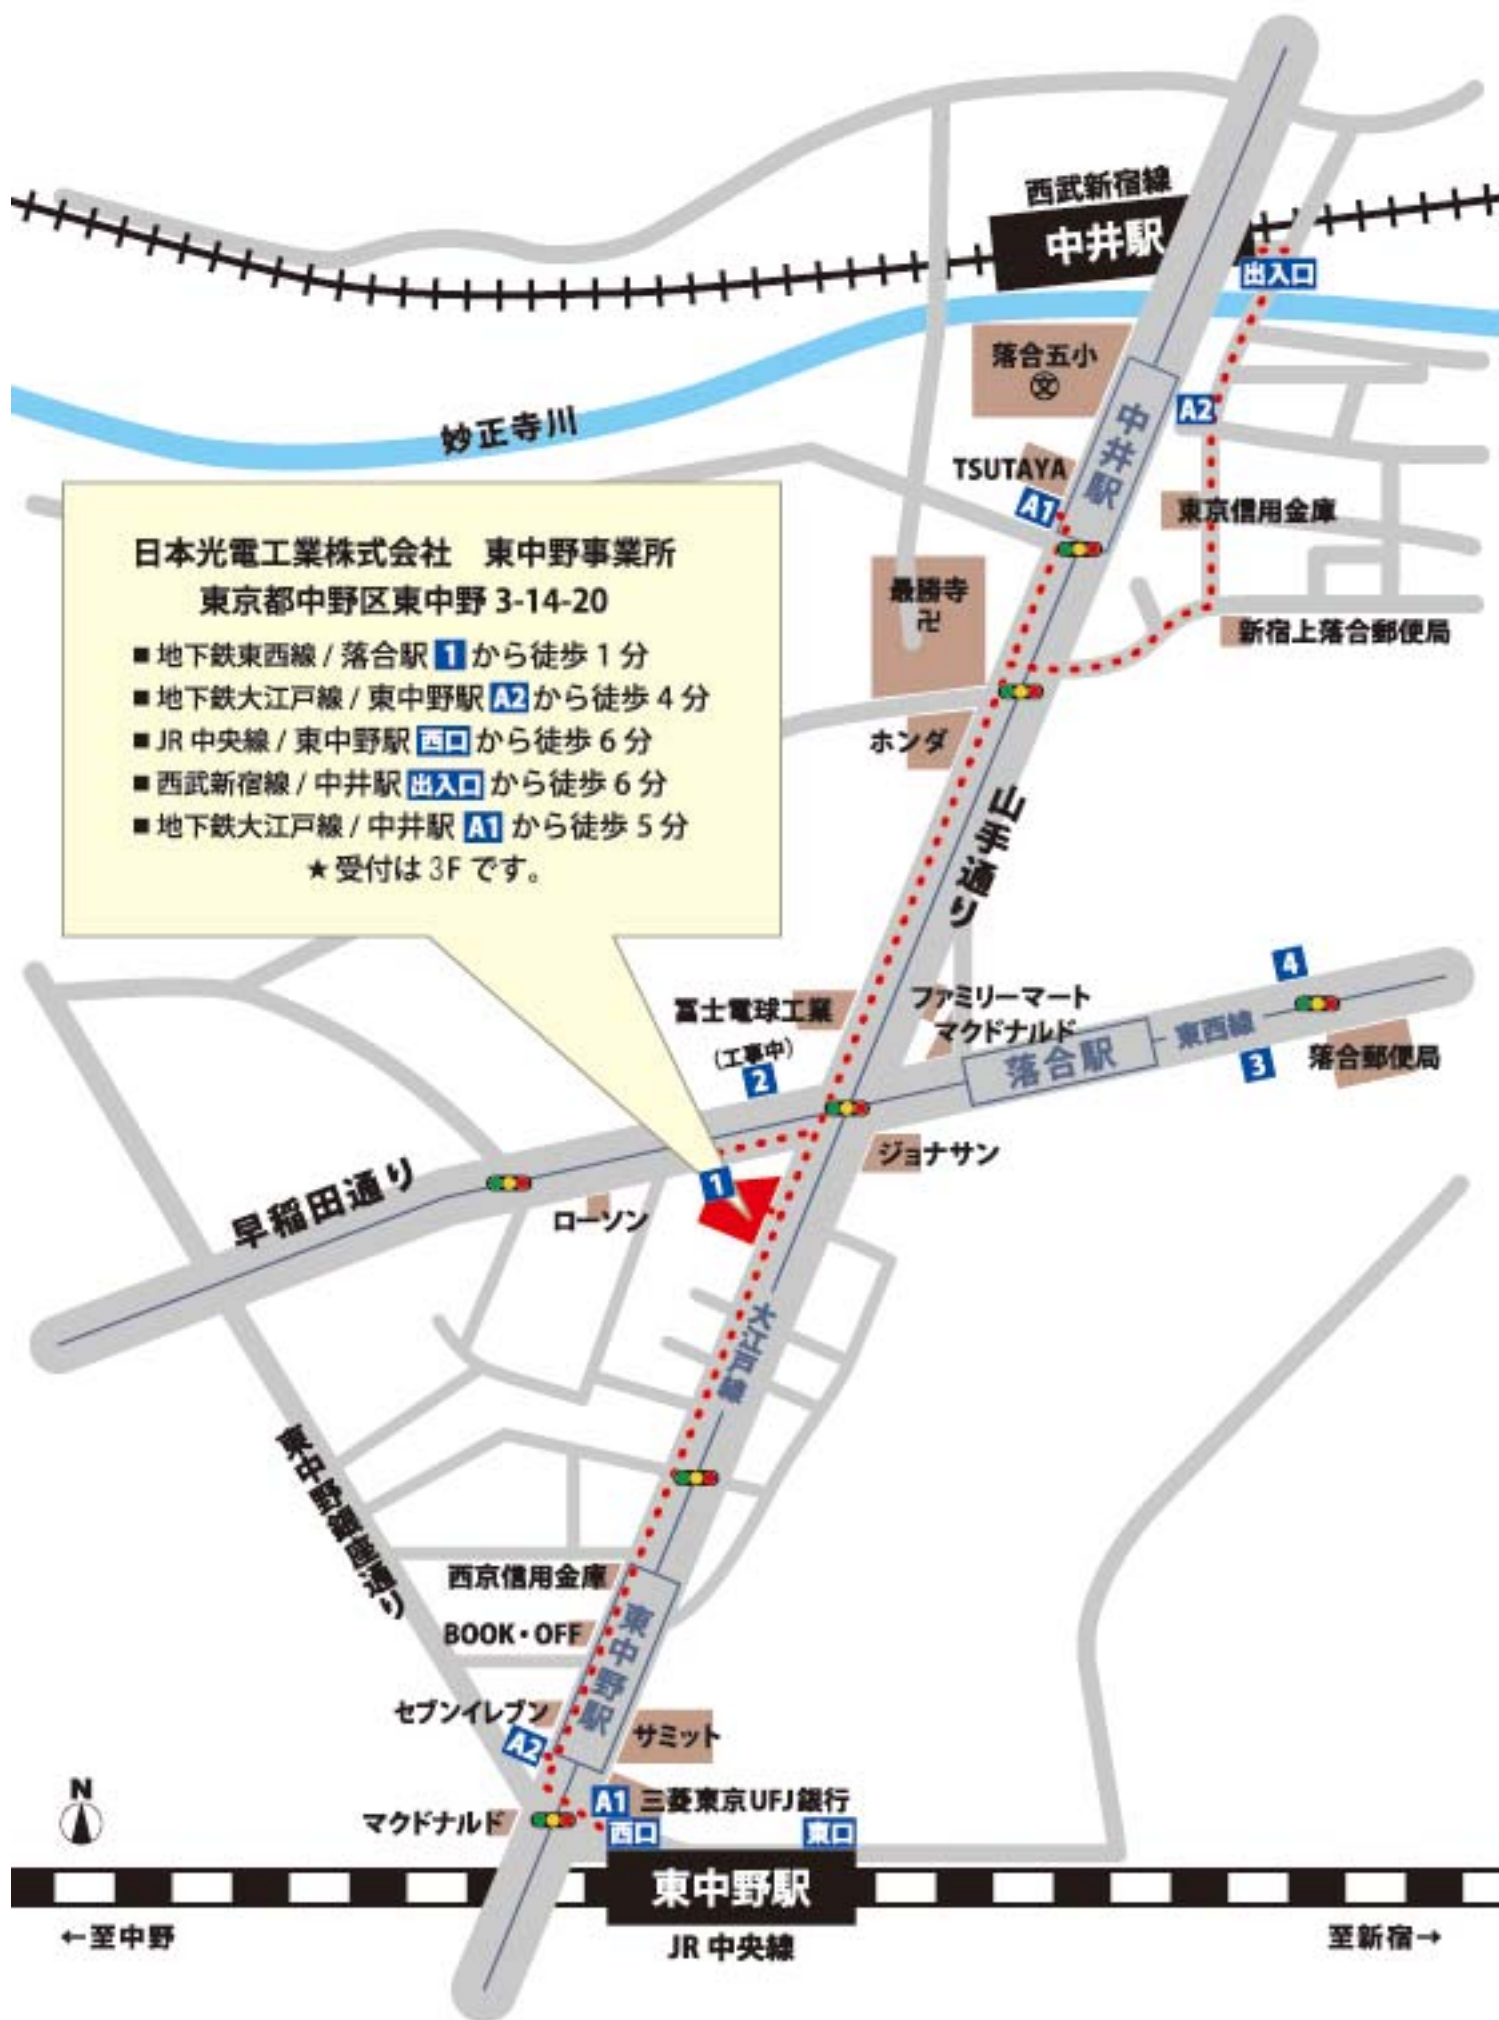 西武新宿線
中井駅
出入口
落合五小
文
A2
中井駅
妙正寺川
TSUTAYA
A1
東京信用金庫
日本光電工業株式会社　東中野事業所
東京都中野区東中野 3-14-20
■ 地下鉄東西線 / 落合駅 1 から徒歩 1 分
■ 地下鉄大江戸線 / 東中野駅 A2 から徒歩 4 分
■ JR 中央線 / 東中野駅 西口 から徒歩 6 分
■ 西武新宿線 / 中井駅 出入口 から徒歩 6 分
■ 地下鉄大江戸線 / 中井駅 A1 から徒歩 5 分
★ 受付は 3F です。
最勝寺
卍
新宿上落合郵便局
ホンダ
山手通り
4
冨士電球工業
(工事中)
2
ファミリーマート
マクドナルド
落合駅
東西線
3
落合郵便局
ジョナサン
1
早稲田通り
ローソン
大江戸線
東中野銀座通り
西京信用金庫
BOOK・OFF
東中野駅
セブンイレブン
A2
サミット
N
マクドナルド
A1
三菱東京UFJ銀行
西口
東口
東中野駅
←至中野
JR 中央線
至新宿→